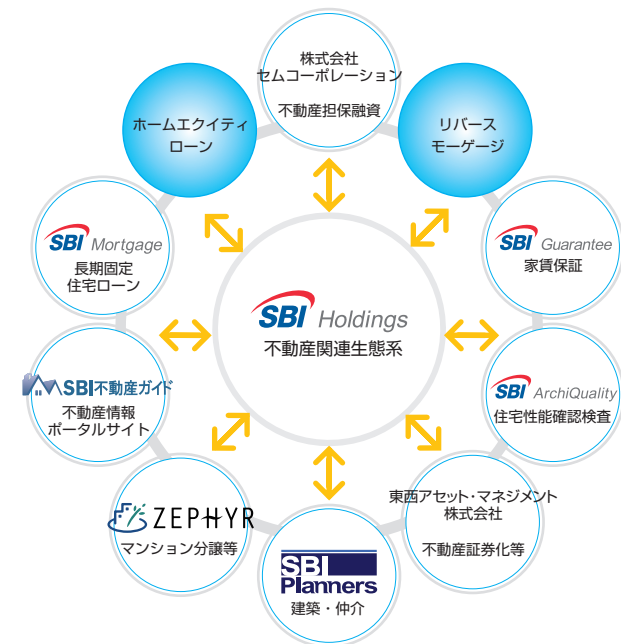 株式会社
セムコーポレーション
不動産担保融資
ホームエクイティ
ローン
リバース
モーゲージ
SBI Mortgage
長期固定
住宅ローン
SBI Guarantee
家賃保証
SBI Holdings
不動産関連生態系
SBI不動産ガイド
不動産情報
ポータルサイト
SBI ArchiQuality
住宅性能確認検査
ZEPHYR
マンション分譲等
東西アセット・マネジメント
株式会社
不動産証券化等
SBI
Planners
建築・仲介